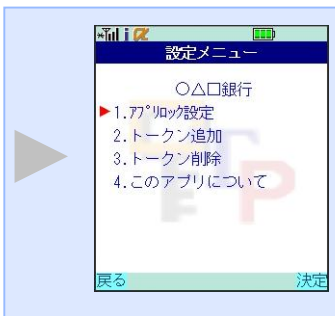 設定メニュー
○△□銀行
1.ｱﾌﾟﾘﾛｯｸ設定
2.トークン追加
3.トークン削除
4.このアプリについて
戻る 決定